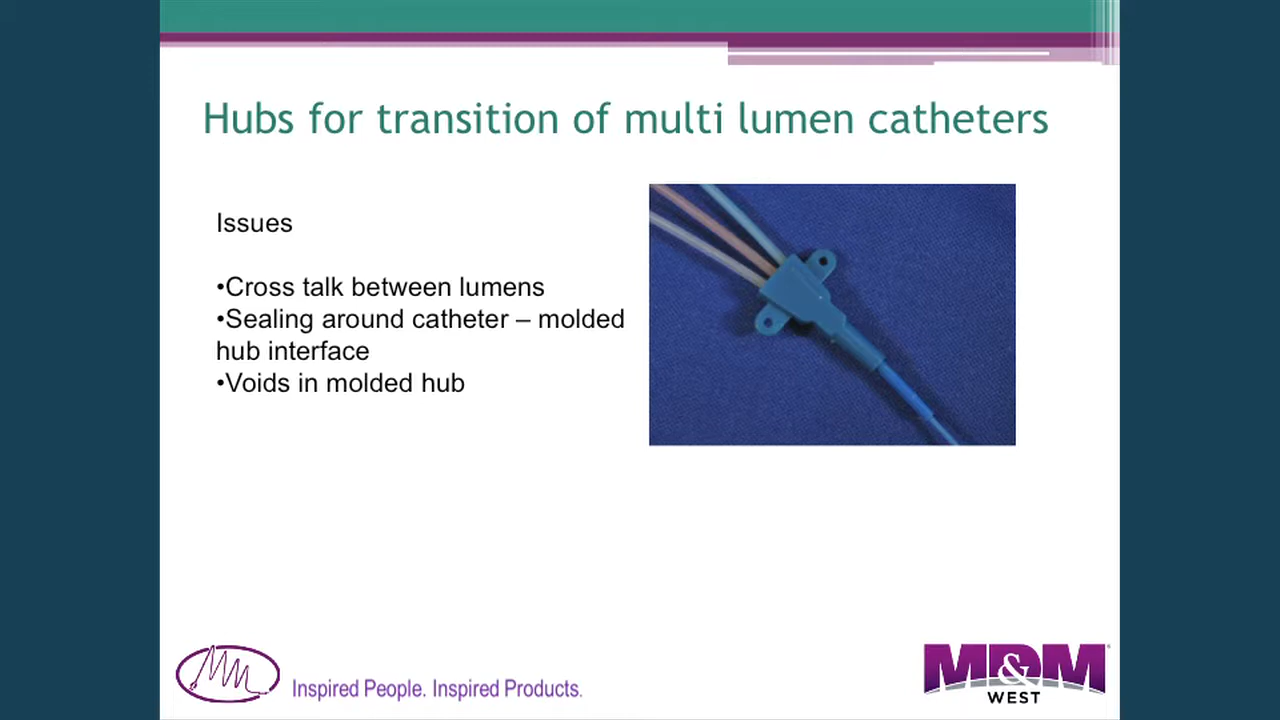 Hubs for transition of multi lumen catheters
Issues
•Cross talk between lumens
•Sealing around catheter – molded
hub interface
•Voids in molded hub
Inspired People. Inspired Products.
MD&M
WEST